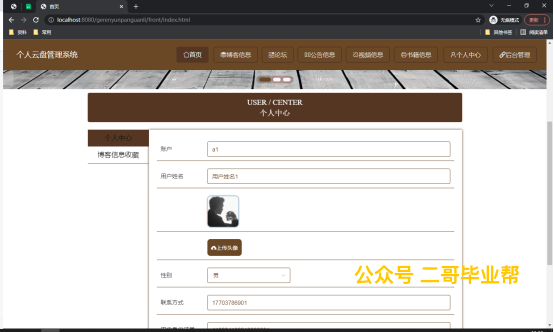 首页
localhost:8080/gerenyunpanguanli/front/index.html
无痕模式
更新
资料
常用
其他书签
阅读清单
个人云盘管理系统
首页
博客信息
论坛
公告信息
视频信息
书籍信息
个人中心
后台管理
USER / CENTER
个人中心
个人中心
博客信息收藏
账户
a1
用户姓名
用户姓名1
上传头像
性别
男
联系方式
17703786901
公众号 二哥毕业帮